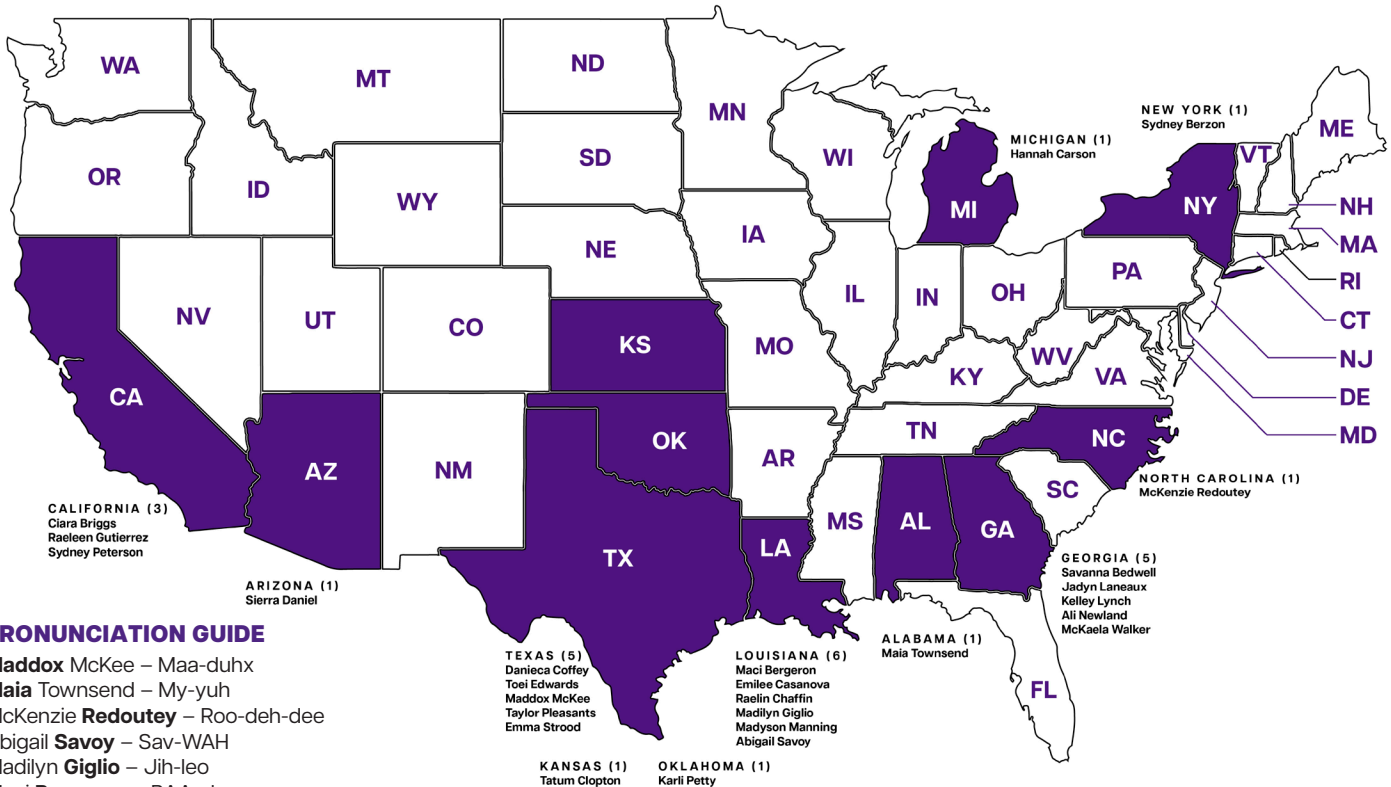 WA
MT
ND
MN
OR
ID
WY
SD
WI
MI
NY
VT
ME
NH
MA
RI
CT
NJ
DE
MD
CA
NV
UT
CO
NE
IA
IL
IN
OH
PA
KS
MO
KY
WV
VA
AZ
NM
OK
AR
TN
NC
SC
TX
LA
MS
AL
GA
FL
NEW YORK (1)
Sydney Berzon
MICHIGAN (1)
Hannah Carson
NORTH CAROLINA (1)
McKenzie Redoutey
CALIFORNIA (3)
Ciara Briggs
Raeleen Gutierrez
Sydney Peterson
ARIZONA (1)
Sierra Daniel
GEORGIA (5)
Savanna Bedwell
Jadyn Laneaux
Kelley Lynch
Ali Newland
McKaela Walker
ALABAMA (1)
Maia Townsend
TEXAS (5)
Danieca Coffey
Toei Edwards
Maddox McKee
Taylor Pleasants
Emma Strood
LOUISIANA (6)
Maci Bergeron
Emilee Casanova
Raelin Chaffin
Madilyn Giglio
Madyson Manning
Abigail Savoy
KANSAS (1)
Tatum Clopton
OKLAHOMA (1)
Karli Petty
RONUNCIATION GUIDE
addox McKee – Maa-duhx
aia Townsend – My-yuh
cKenzie Redoutey – Roo-deh-dee
bigail Savoy – Sav-WAH
adilyn Giglio – Jih-leo